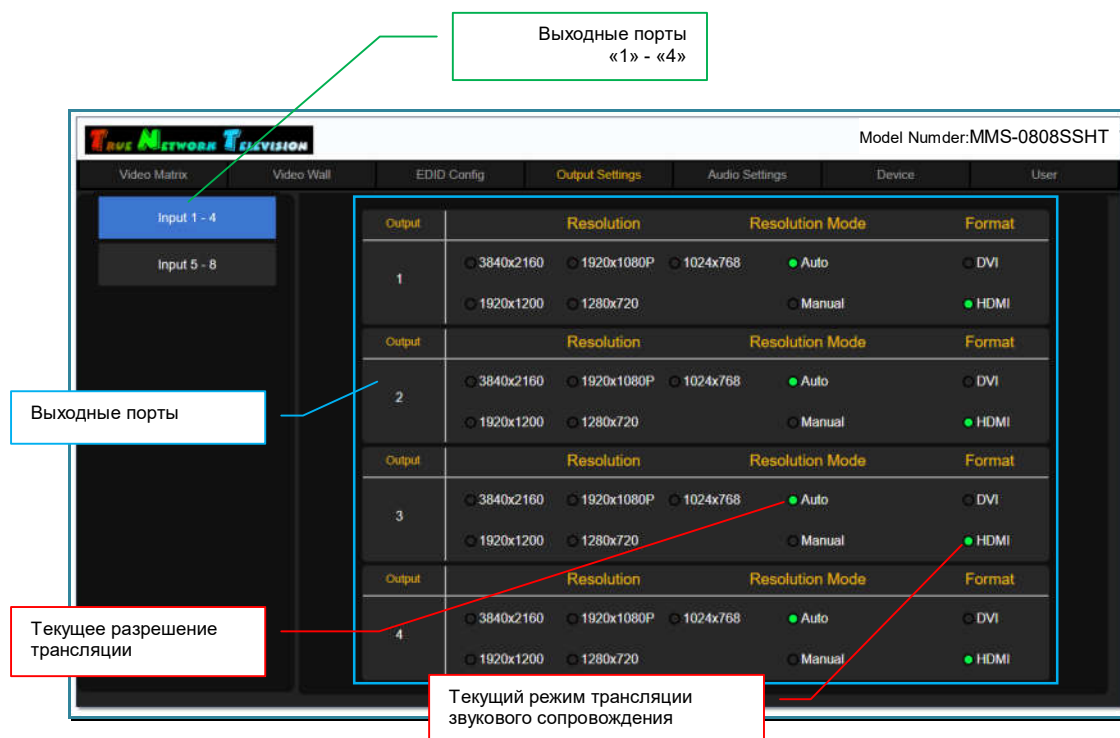 Выходные порты
«1» - «4»
TRUE NETWORK TELEVISION
Model Numder:MMS-0808SSHT
Video Matrix Video Wall EDID Config Output Settings Audio Settings Device User
Input 1 - 4
Input 5 - 8
Output Resolution Resolution Mode Format
1
3840x2160 1920x1080P 1024x768 Auto DVI
1920x1200 1280x720 Manual HDMI
Output Resolution Resolution Mode Format
2
3840x2160 1920x1080P 1024x768 Auto DVI
1920x1200 1280x720 Manual HDMI
Выходные порты
Output Resolution Resolution Mode Format
3
3840x2160 1920x1080P 1024x768 Auto DVI
1920x1200 1280x720 Manual HDMI
Output Resolution Resolution Mode Format
4
3840x2160 1920x1080P 1024x768 Auto DVI
1920x1200 1280x720 Manual HDMI
Текущее разрешение
трансляции
Текущий режим трансляции
звукового сопровождения